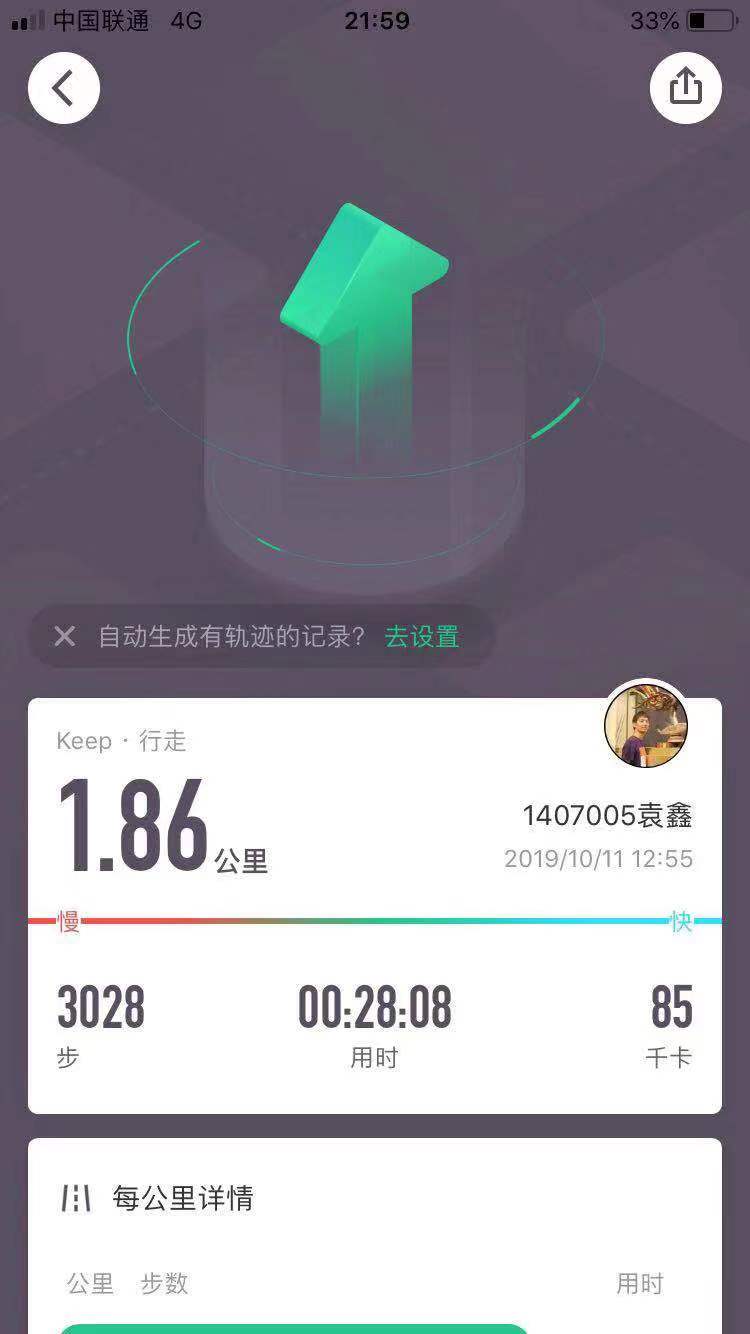 中国联通 4G 21:59 33%
自动生成有轨迹的记录? 去设置
Keep · 行走
1.86公里
1407005袁鑫
2019/10/11 12:55
慢 快
3028 00:28:08 85
步 用时 千卡
每公里详情
公里 步数 用时